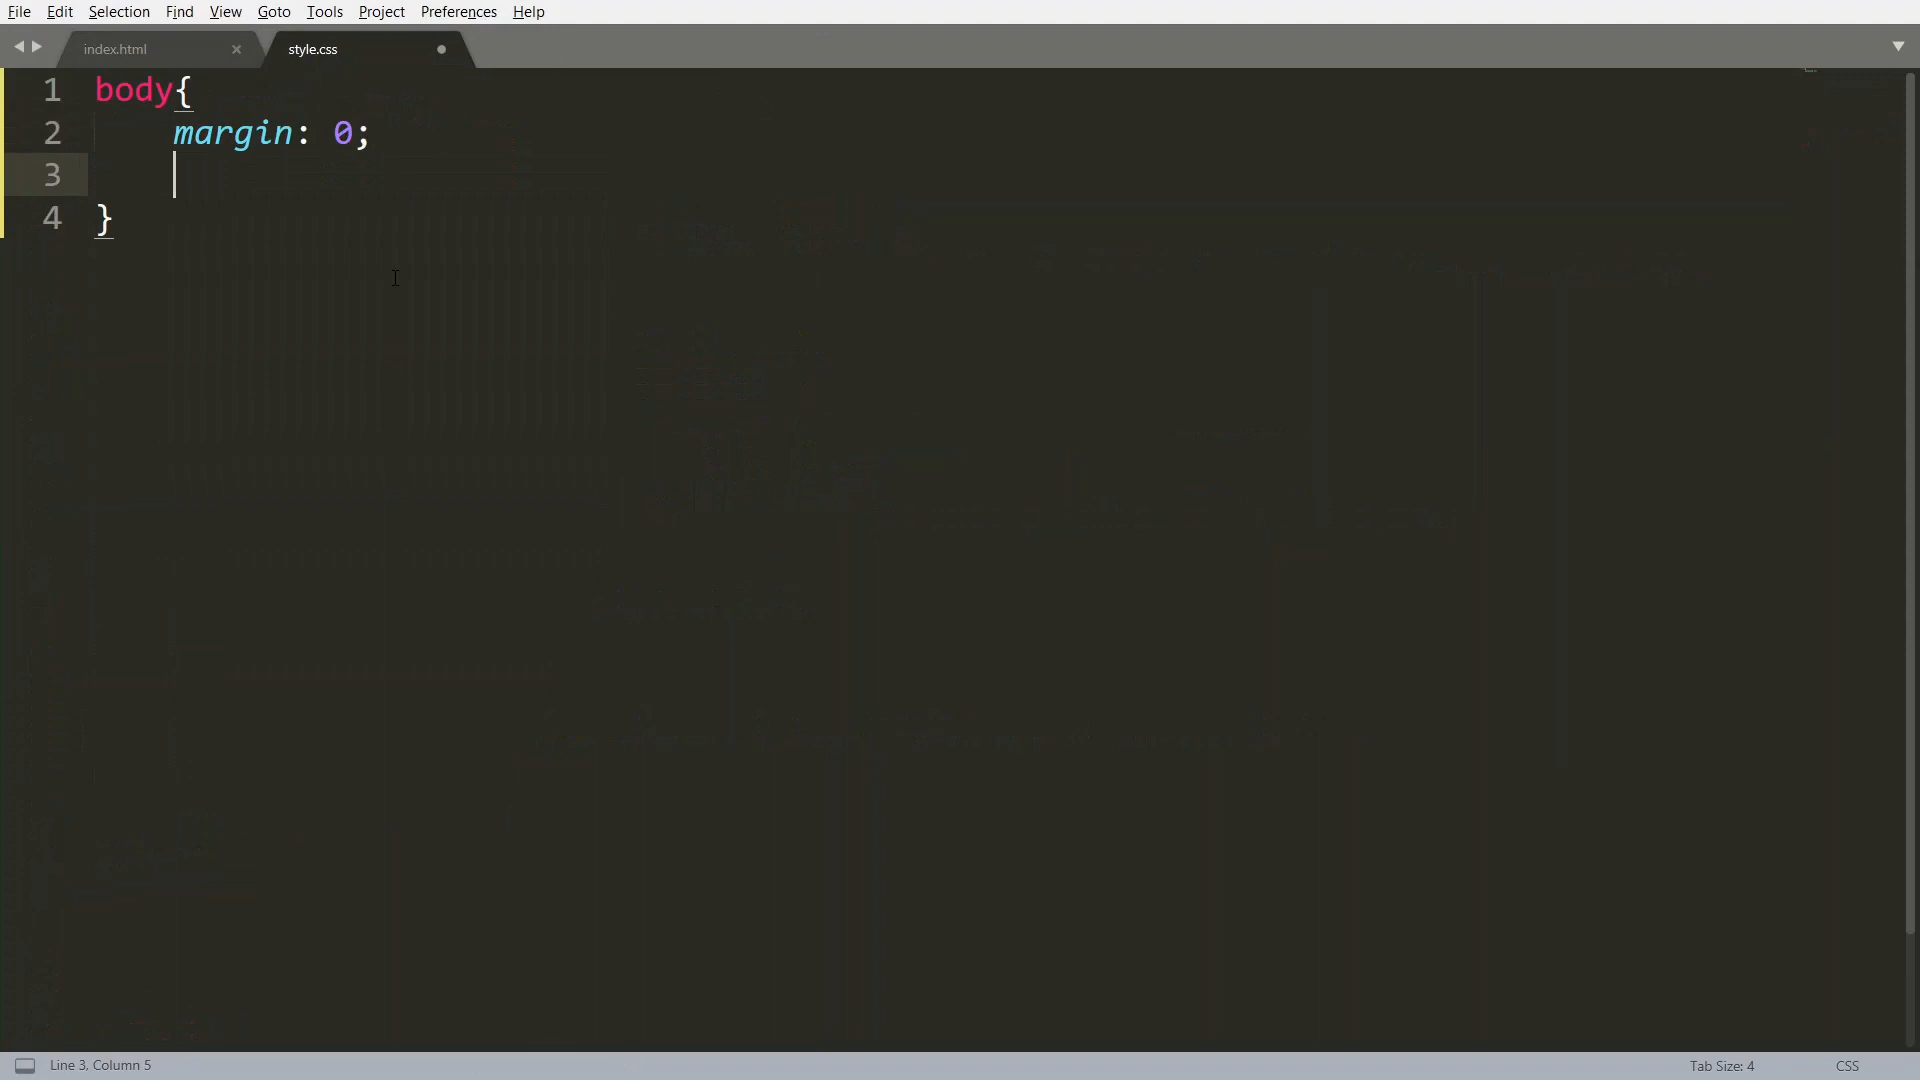 File Edit Selection Find View Goto Tools Project Preferences Help
index.html style.css
1 body{
2 margin: 0;
3
4 }
Line 3, Column 5 Tab Size: 4 CSS